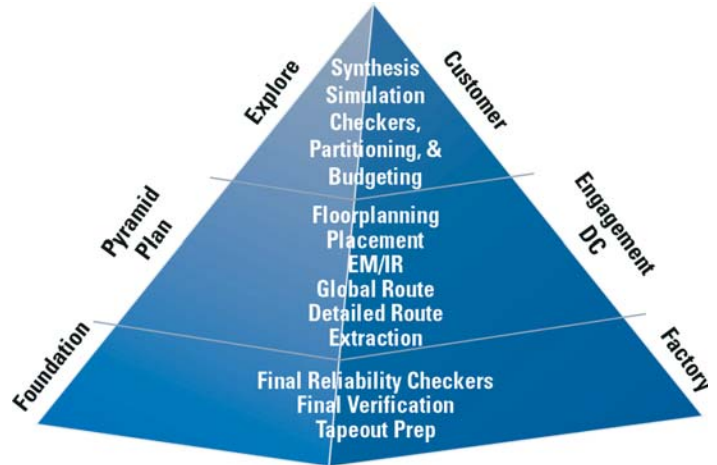 Explore
Customer
Synthesis
Simulation
Checkers,
Partitioning, &
Budgeting
Pyramid
Plan
Engagement
DC
Floorplanning
Placement
EM/IR
Global Route
Detailed Route
Extraction
Foundation
Factory
Final Reliability Checkers
Final Verification
Tapeout Prep